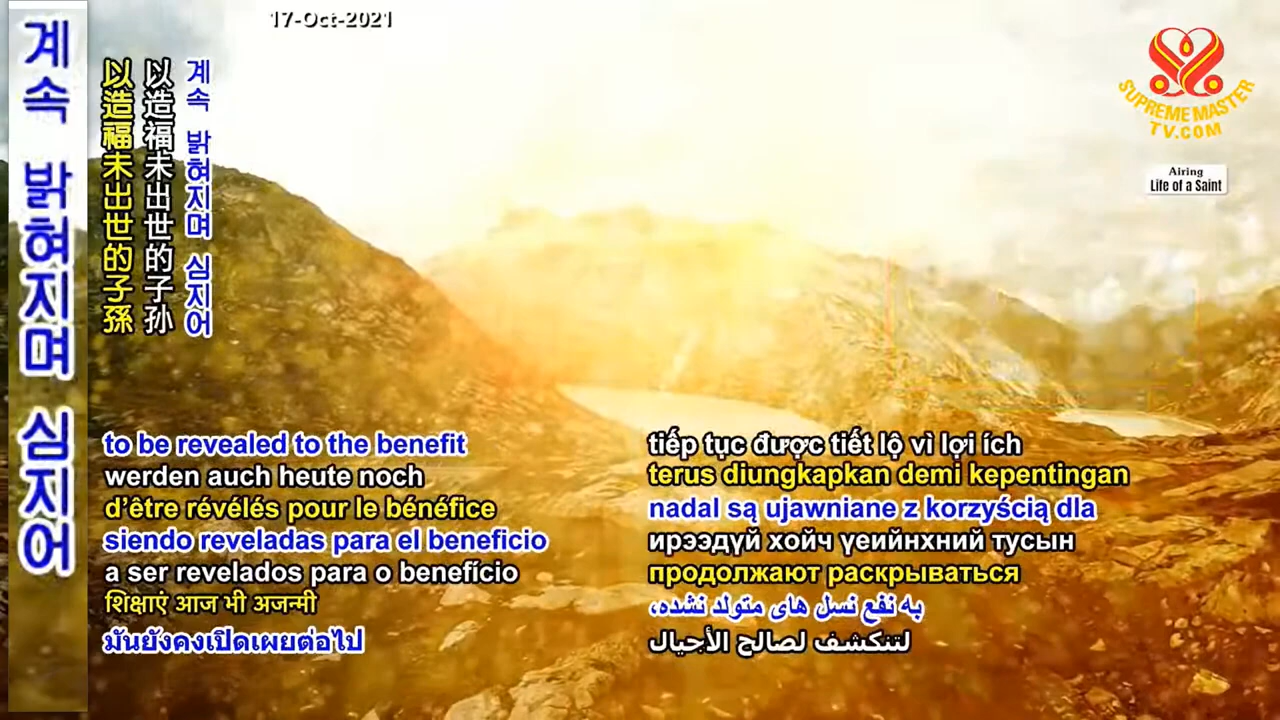 17-Oct-2021
계속 밝혀지며 심지어
以造福未出世的子孫
以造福未出世的子孙
계속 밝혀지며 심지어
SUPREME MASTER
TV.COM
Airing
Life of a Saint
to be revealed to the benefit
werden auch heute noch
d’être révélés pour le bénéfice
siendo reveladas para el beneficio
a ser revelados para o benefício
शिक्षाएं आज भी अजन्मी
มันยังคงเปิดเผยต่อไป
tiếp tục được tiết lộ vì lợi ích
terus diungkapkan demi kepentingan
nadal są ujawniane z korzyścią dla
ирээдүй хойч үеийнхний тусын
продолжают раскрываться
به نفع نسل های متولد نشده،
لتنكشف لصالح الأجيال